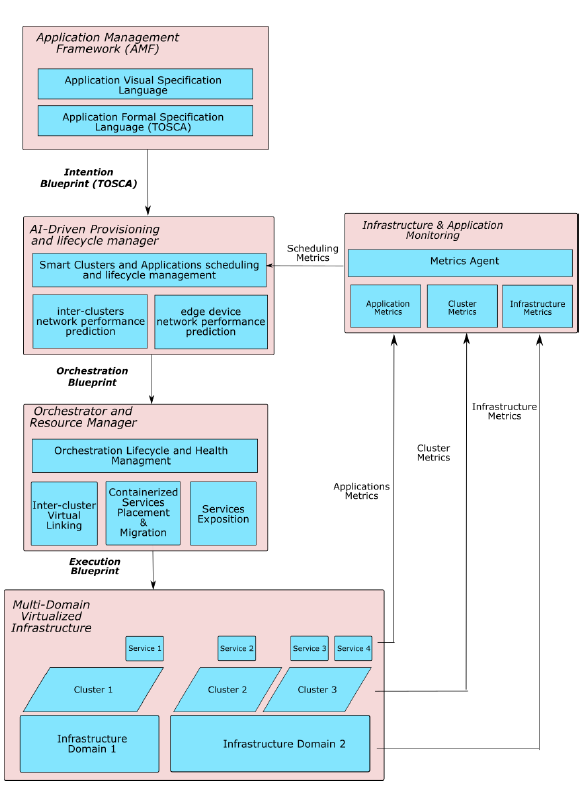 Application Management
Framework (AMF)
Application Visual Specification
Language
Application Formal Specification
Language (TOSCA)
Intention
Blueprint (TOSCA)
AI-Driven Provisioning
and lifecycle manager
Smart Clusters and Applications scheduling
and lifecycle management
inter-clusters
network performance
prediction
edge device
network performance
prediction
Scheduling
Metrics
Infrastructure & Application
Monitoring
Metrics Agent
Application
Metrics
Cluster
Metrics
Infrastructure
Metrics
Orchestration
Blueprint
Orchestrator and
Resource Manager
Orchestration Lifecycle and Health
Managment
Inter-cluster
Virtual
Linking
Containerized
Services
Placement
&
Migration
Services
Exposition
Infrastructure
Metrics
Cluster
Metrics
Applications
Metrics
Execution
Blueprint
Multi-Domain
Virtualized
Infrastructure
Service 1
Service 2
Service 3
Service 4
Cluster 1
Cluster 2
Cluster 3
Infrastructure
Domain 1
Infrastructure Domain 2